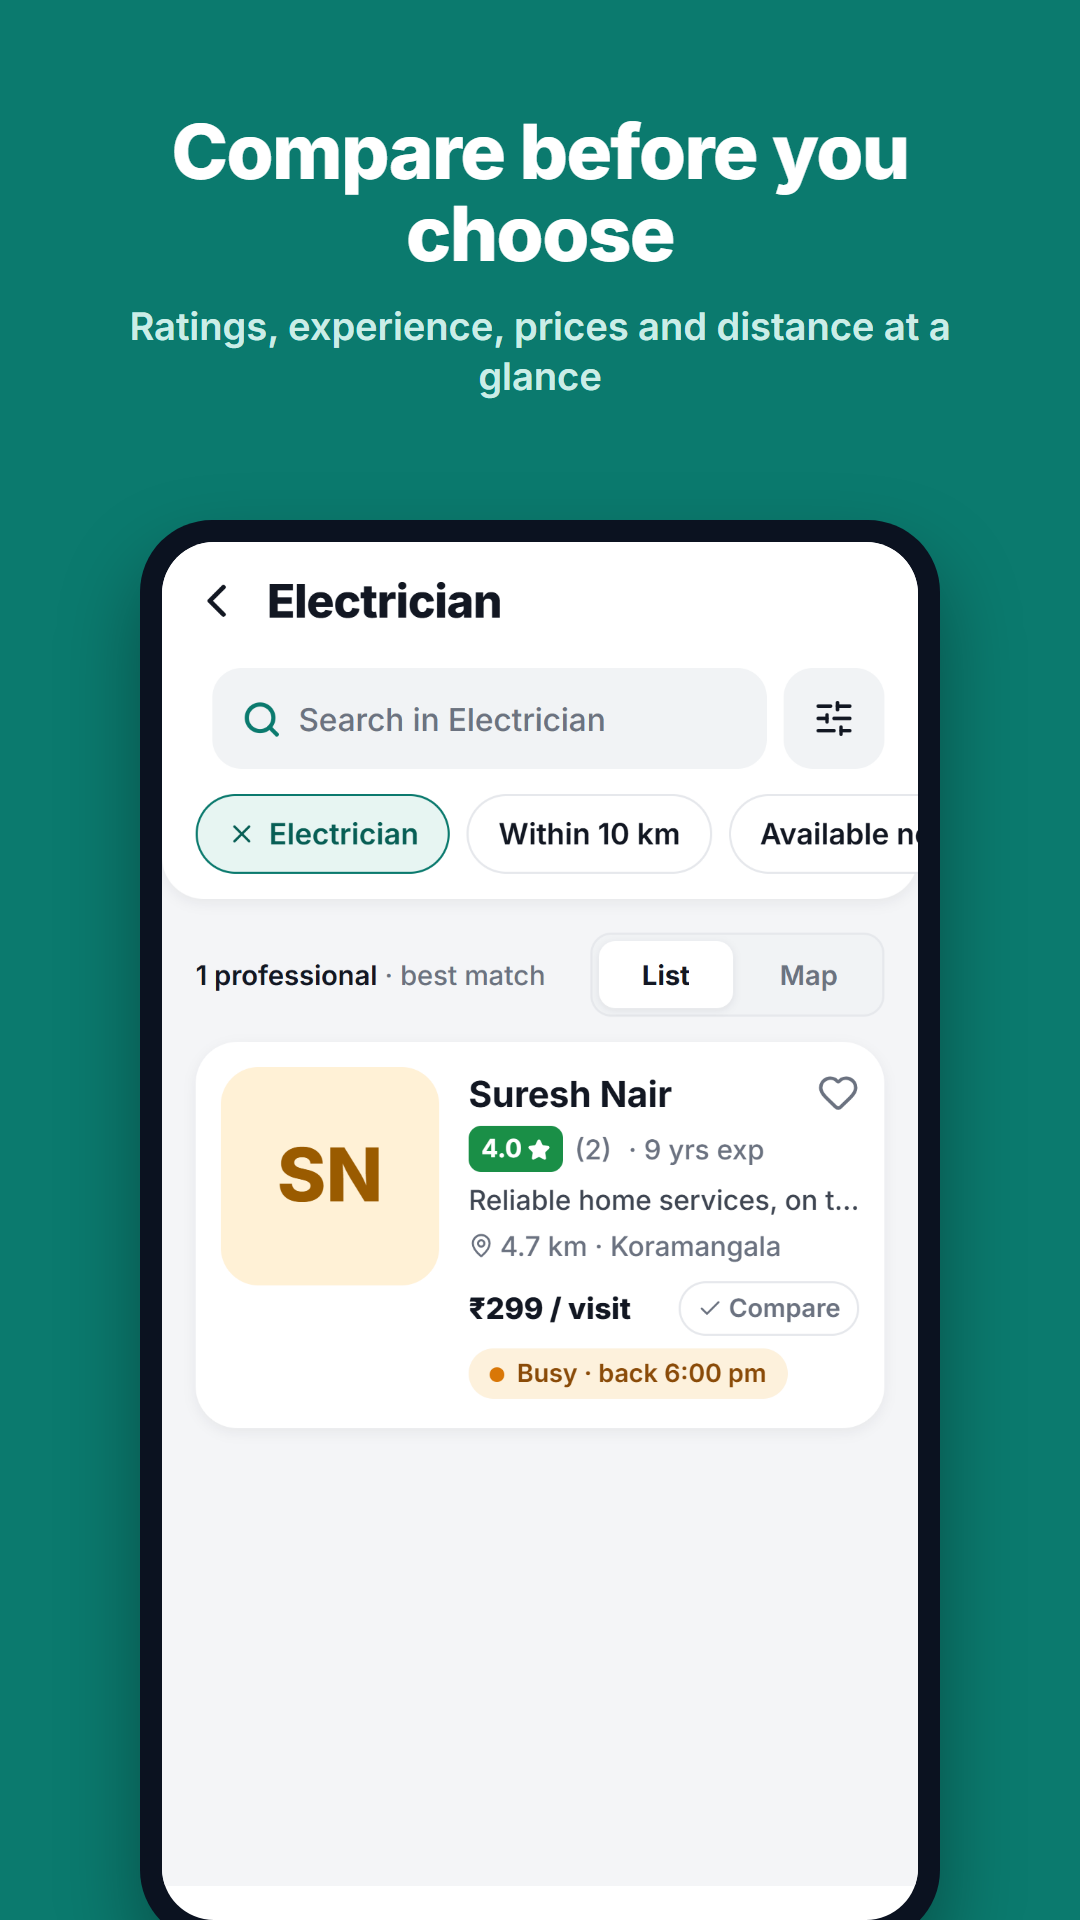 Compare before you
choose
Ratings, experience, prices and distance at a
glance
Electrician
Search in Electrician
Electrician
Within 10 km
Available
1 professional · best match
List
Map
SN
Suresh Nair
4.0 ★ (2) · 9 yrs exp
Reliable home services, on t...
4.7 km · Koramangala
₹299 / visit
Compare
Busy · back 6:00 pm